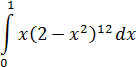 ∫₀¹ x(2 − x²)¹² dx